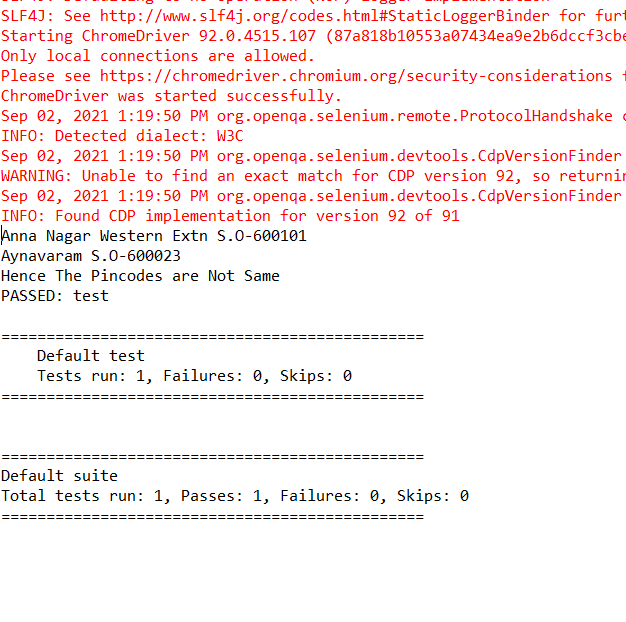 SLF4J: See http://www.slf4j.org/codes.html#StaticLoggerBinder for
Starting ChromeDriver 92.0.4515.107
Only local connections are allowed.
Please see https://chromedriver.chromium.org/security-considerations
ChromeDriver was started successfully.
Sep 02, 2021 1:19:50 PM org.openqa.selenium.remote.ProtocolHandshake
INFO: Detected dialect: W3C
Sep 02, 2021 1:19:50 PM org.openqa.selenium.devtools.CdpVersionFinder
WARNING: Unable to find an exact match for CDP version 92, so
Sep 02, 2021 1:19:50 PM org.openqa.selenium.devtools.CdpVersionFinder
INFO: Found CDP implementation for version 92 of 91
Anna Nagar Western Extn S.O-600101
Aynavaram S.O-600023
Hence The Pincodes are Not Same
PASSED: test
===============================================
Default test
Tests run: 1, Failures: 0, Skips: 0
===============================================
===============================================
Default suite
Total tests run: 1, Passes: 1, Failures: 0, Skips: 0
===============================================